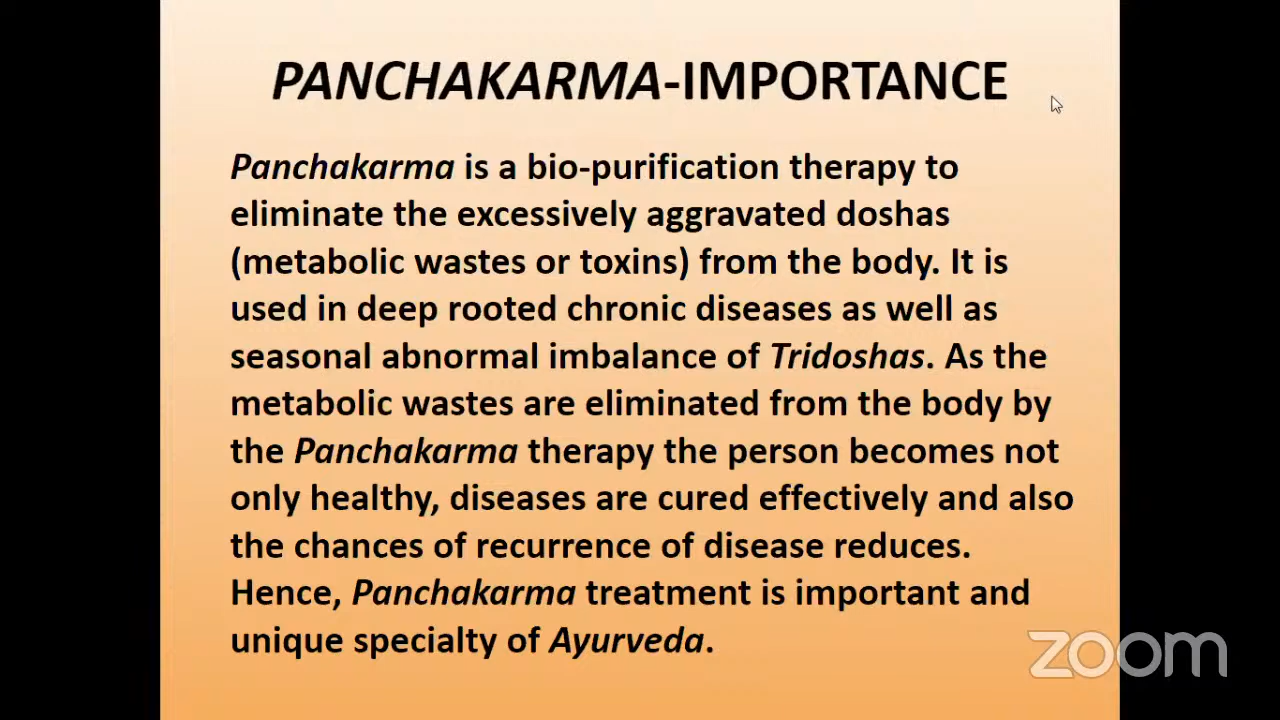 PANCHAKARMA-IMPORTANCE
Panchakarma is a bio-purification therapy to
eliminate the excessively aggravated doshas
(metabolic wastes or toxins) from the body. It is
used in deep rooted chronic diseases as well as
seasonal abnormal imbalance of Tridoshas. As the
metabolic wastes are eliminated from the body by
the Panchakarma therapy the person becomes not
only healthy, diseases are cured effectively and also
the chances of recurrence of disease reduces.
Hence, Panchakarma treatment is important and
unique specialty of Ayurveda.
zoom